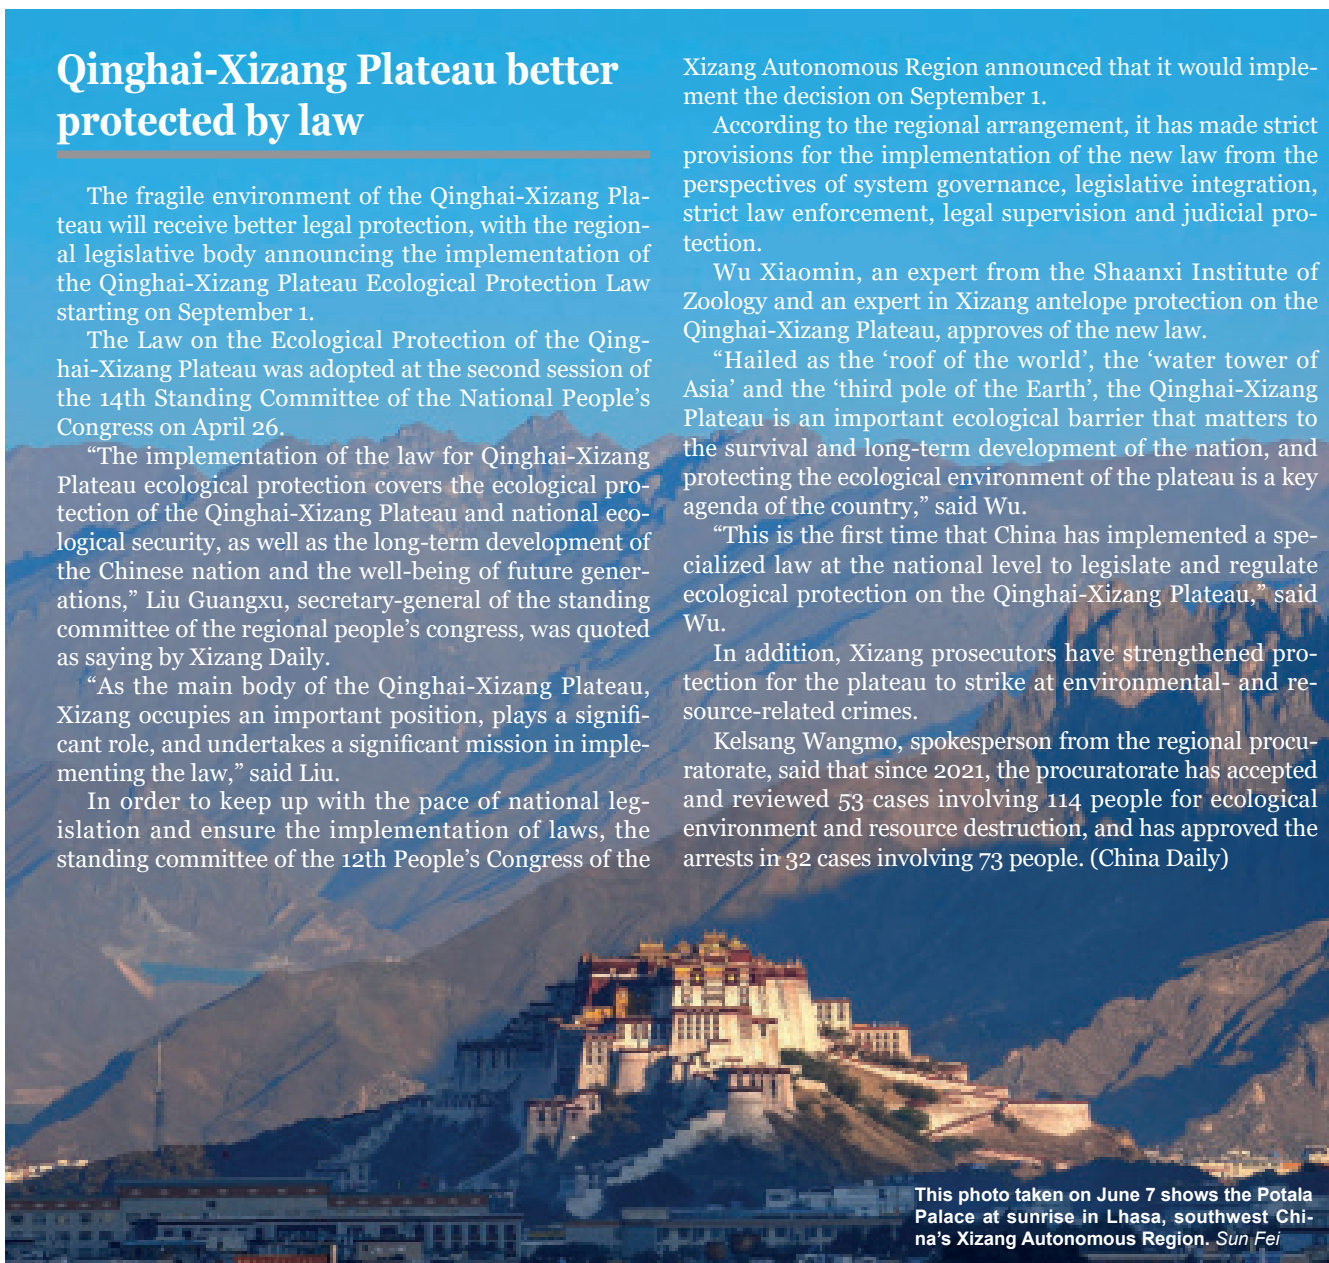 Qinghai-Xizang Plateau better
protected by law
The fragile environment of the Qinghai-Xizang Pla-
teau will receive better legal protection, with the region-
al legislative body announcing the implementation of
the Qinghai-Xizang Plateau Ecological Protection Law
starting on September 1.
The Law on the Ecological Protection of the Qing-
hai-Xizang Plateau was adopted at the second session of
the 14th Standing Committee of the National People’s
Congress on April 26.
“The implementation of the law for Qinghai-Xizang
Plateau ecological protection covers the ecological pro-
tection of the Qinghai-Xizang Plateau and national eco-
logical security, as well as the long-term development of
the Chinese nation and the well-being of future gener-
ations,” Liu Guangxu, secretary-general of the standing
committee of the regional people’s congress, was quoted
as saying by Xizang Daily.
“As the main body of the Qinghai-Xizang Plateau,
Xizang occupies an important position, plays a signifi-
cant role, and undertakes a significant mission in imple-
menting the law,” said Liu.
In order to keep up with the pace of national leg-
islation and ensure the implementation of laws, the
standing committee of the 12th People’s Congress of the
Xizang Autonomous Region announced that it would imple-
ment the decision on September 1.
According to the regional arrangement, it has made strict
provisions for the implementation of the new law from the
perspectives of system governance, legislative integration,
strict law enforcement, legal supervision and judicial pro-
tection.
Wu Xiaomin, an expert from the Shaanxi Institute of
Zoology and an expert in Xizang antelope protection on the
Qinghai-Xizang Plateau, approves of the new law.
“Hailed as the ‘roof of the world’, the ‘water tower of
Asia’ and the ‘third pole of the Earth’, the Qinghai-Xizang
Plateau is an important ecological barrier that matters to
the survival and long-term development of the nation, and
protecting the ecological environment of the plateau is a key
agenda of the country,” said Wu.
“This is the first time that China has implemented a spe-
cialized law at the national level to legislate and regulate
ecological protection on the Qinghai-Xizang Plateau,” said
Wu.
In addition, Xizang prosecutors have strengthened pro-
tection for the plateau to strike at environmental- and re-
source-related crimes.
Kelsang Wangmo, spokesperson from the regional procu-
ratorate, said that since 2021, the procuratorate has accepted
and reviewed 53 cases involving 114 people for ecological
environment and resource destruction, and has approved the
arrests in 32 cases involving 73 people. (China Daily)
This photo taken on June 7 shows the Potala
Palace at sunrise in Lhasa, southwest Chi-
na’s Xizang Autonomous Region. Sun Fei